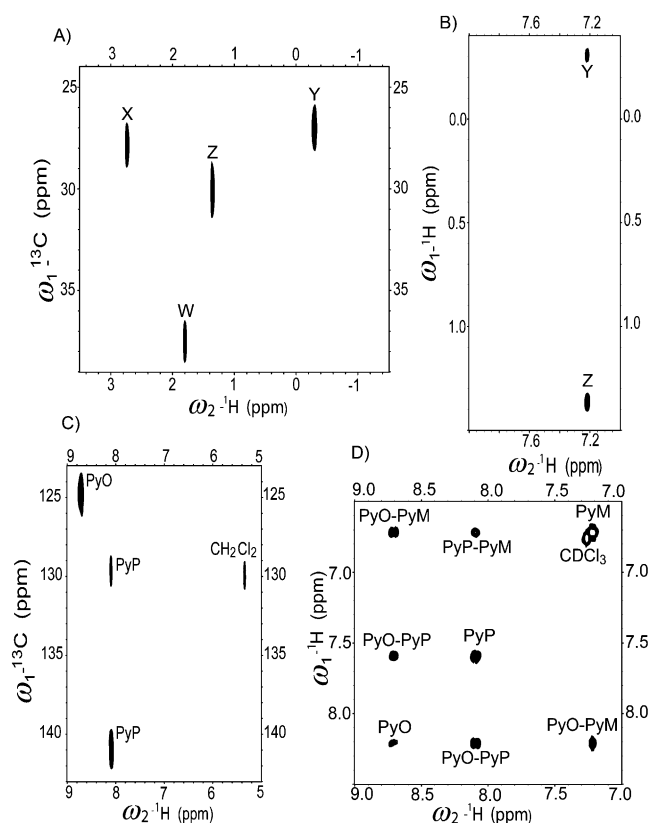 A)
3 2 1 0 -1
25 25
X Y
Z
30 30
35 35
W
3 2 1 0 -1
ω1 - 13C (ppm)
ω2 -1H (ppm)
B)
7.6 7.2
Y
0.0 0.0
0.5 0.5
1.0 1.0
Z
7.6 7.2
ω1-1H (ppm)
ω2-1H (ppm)
C)
9 8 7 6 5
PyO
125 125
PyP CH2Cl2
130 130
135 135
140 PyP 140
9 8 7 6 5
ω1-13C (ppm)
ω2-1H (ppm)
D)
9.0 8.5 8.0 7.5 7.0
PyO-PyM PyP-PyM PyM
CDCl3
7.0 7.0
PyO-PyP PyP
7.5 7.5
8.0 8.0
PyO PyO-PyM
PyO-PyP
9.0 8.5 8.0 7.5 7.0
ω1-1H (ppm)
ω2 -1H (ppm)